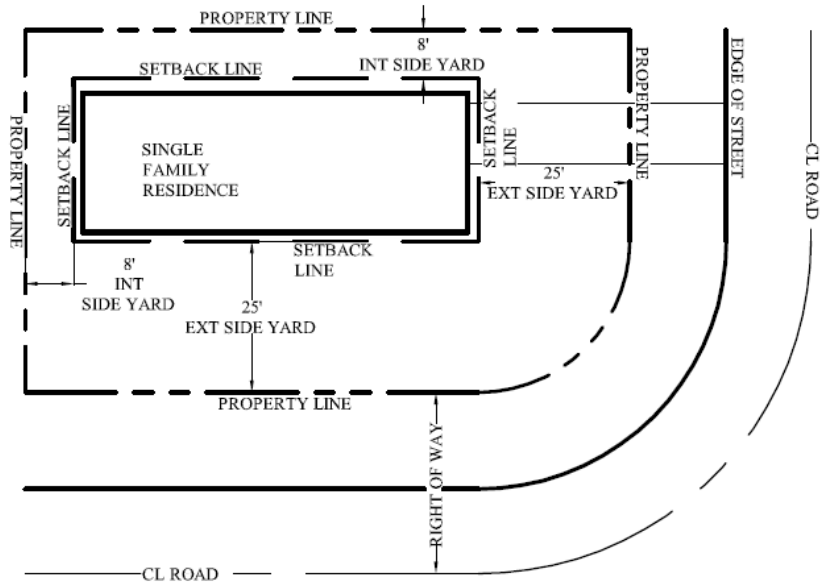 PROPERTY LINE
8'
INT SIDE YARD
SETBACK LINE
PROPERTY LINE
SETBACK LINE
SINGLE
FAMILY
RESIDENCE
SETBACK
LINE
PROPERTY LINE
EDGE OF STREET
CL ROAD
25'
EXT SIDE YARD
SETBACK
LINE
8'
INT
SIDE YARD
25'
EXT SIDE YARD
PROPERTY LINE
RIGHT OF WAY
CL ROAD